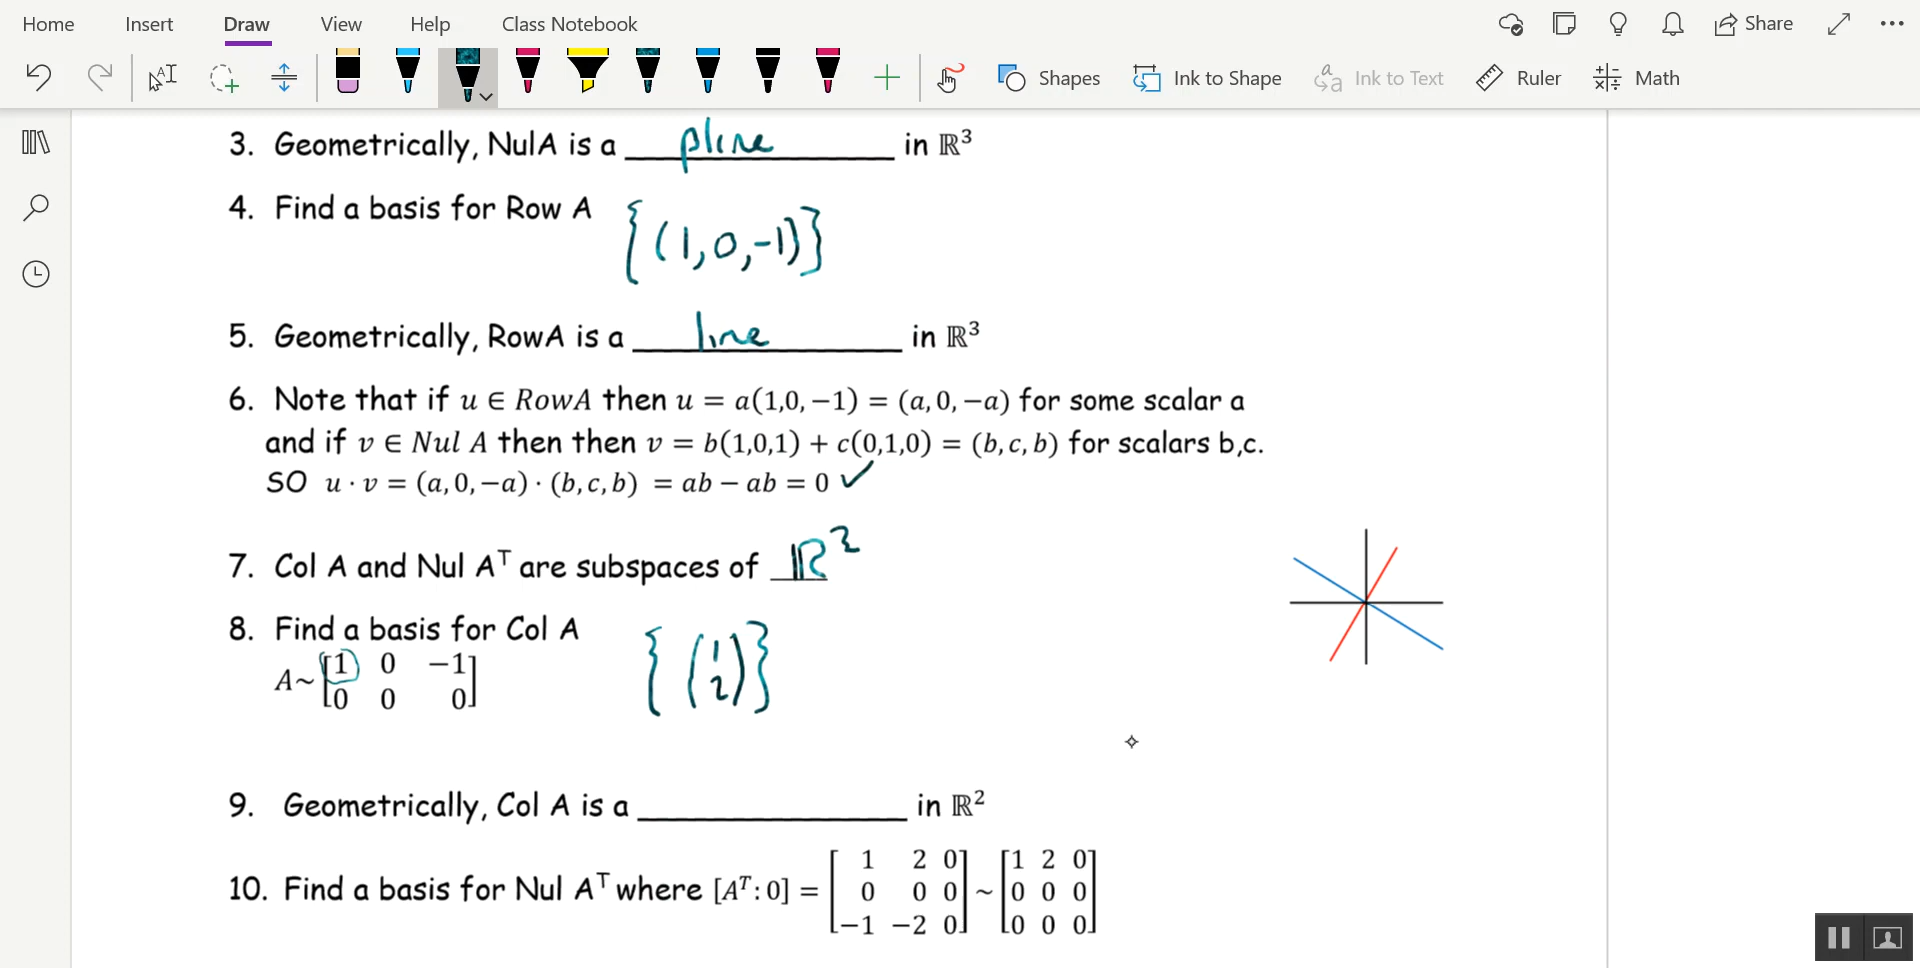 Home Insert Draw View Help Class Notebook Share
Shapes Ink to Shape Ink to Text Ruler Math
3. Geometrically, NulA is a plane in ℝ³
4. Find a basis for Row A {(1,0,-1)}
5. Geometrically, RowA is a line in ℝ³
6. Note that if u ∈ RowA then u = a(1,0,−1) = (a,0,−a) for some scalar a
and if v ∈ Nul A then then v = b(1,0,1) + c(0,1,0) = (b,c,b) for scalars b,c.
SO u · v = (a,0,−a) · (b,c,b) = ab − ab = 0 ✓
7. Col A and Nul Aᵀ are subspaces of ℝ²
8. Find a basis for Col A
A~[1 0 −1
0 0 0] {(1
2)}
9. Geometrically, Col A is a ____________ in ℝ²
10. Find a basis for Nul Aᵀ where [Aᵀ:0] = [1 2 0
0 0 0
−1 −2 0] ~ [1 2 0
0 0 0
0 0 0]